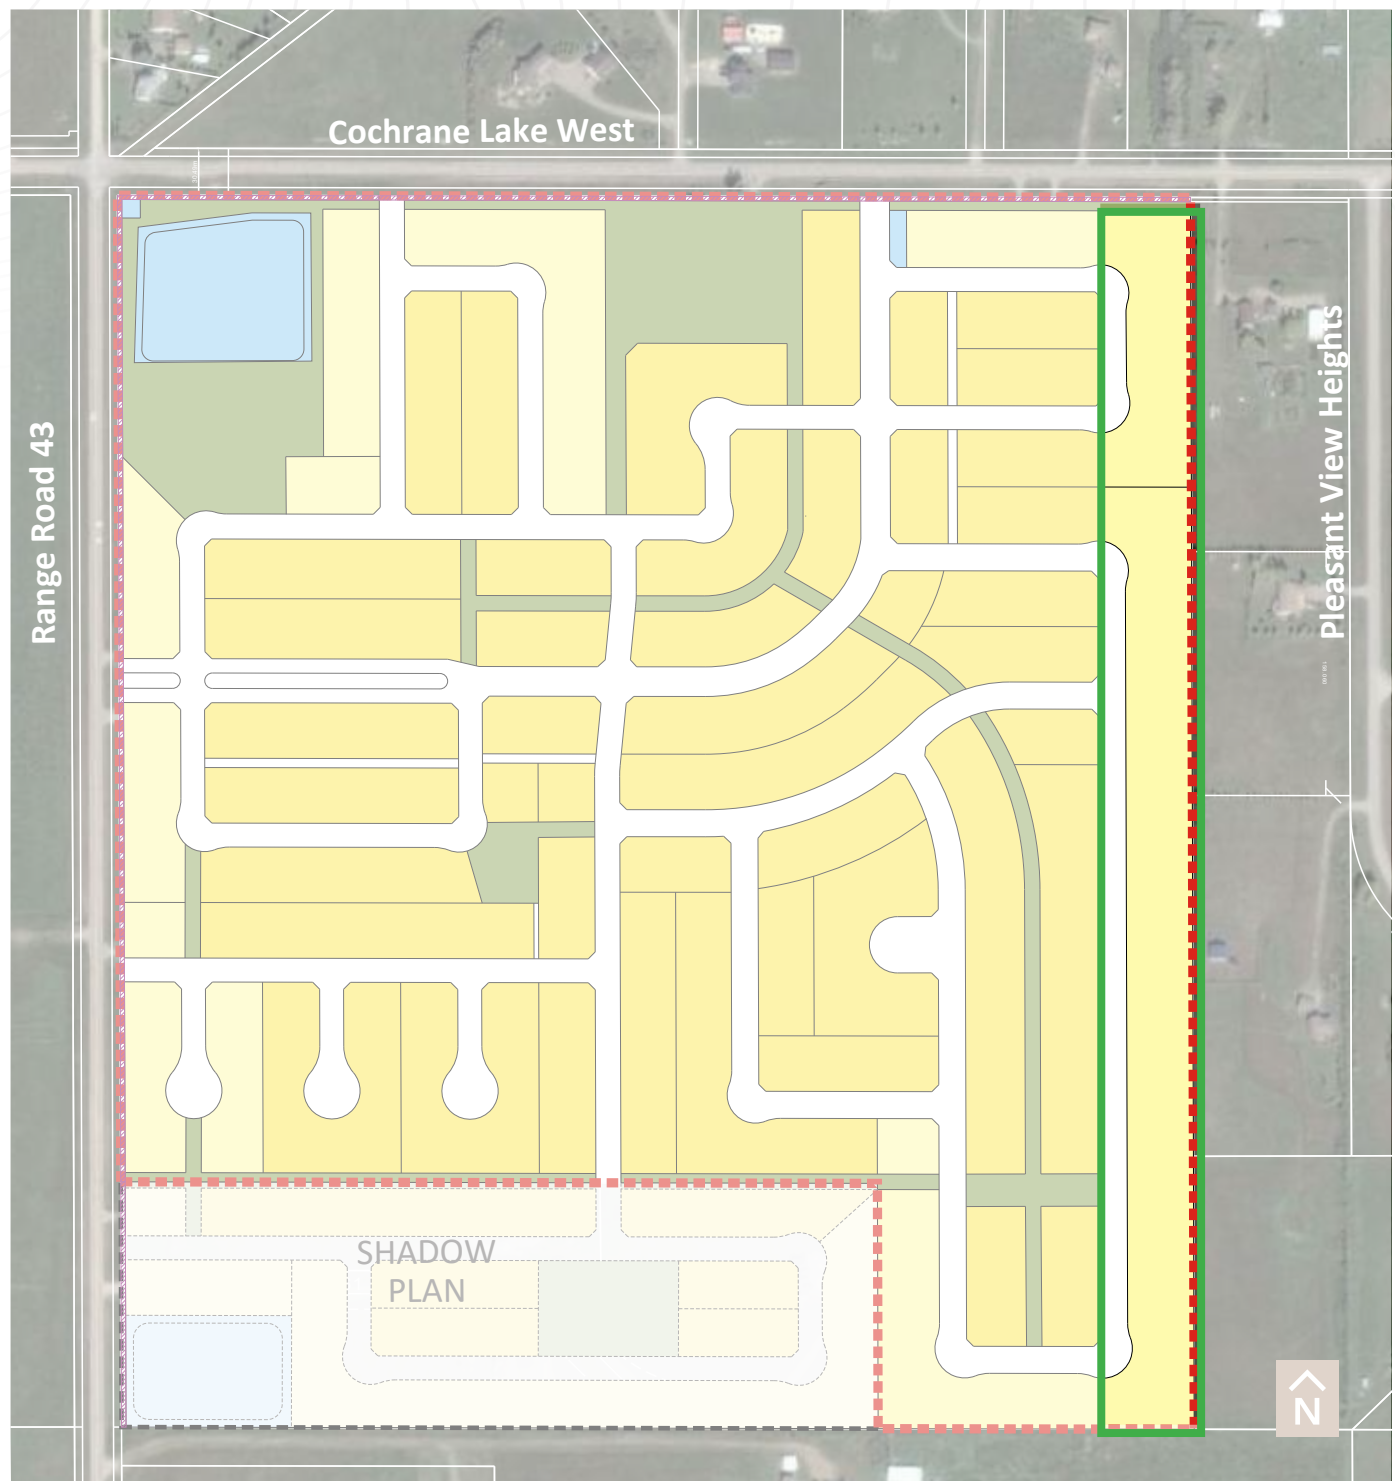 Cochrane Lake West
Range Road 43
Pleasant View Heights
SHADOW
PLAN
N